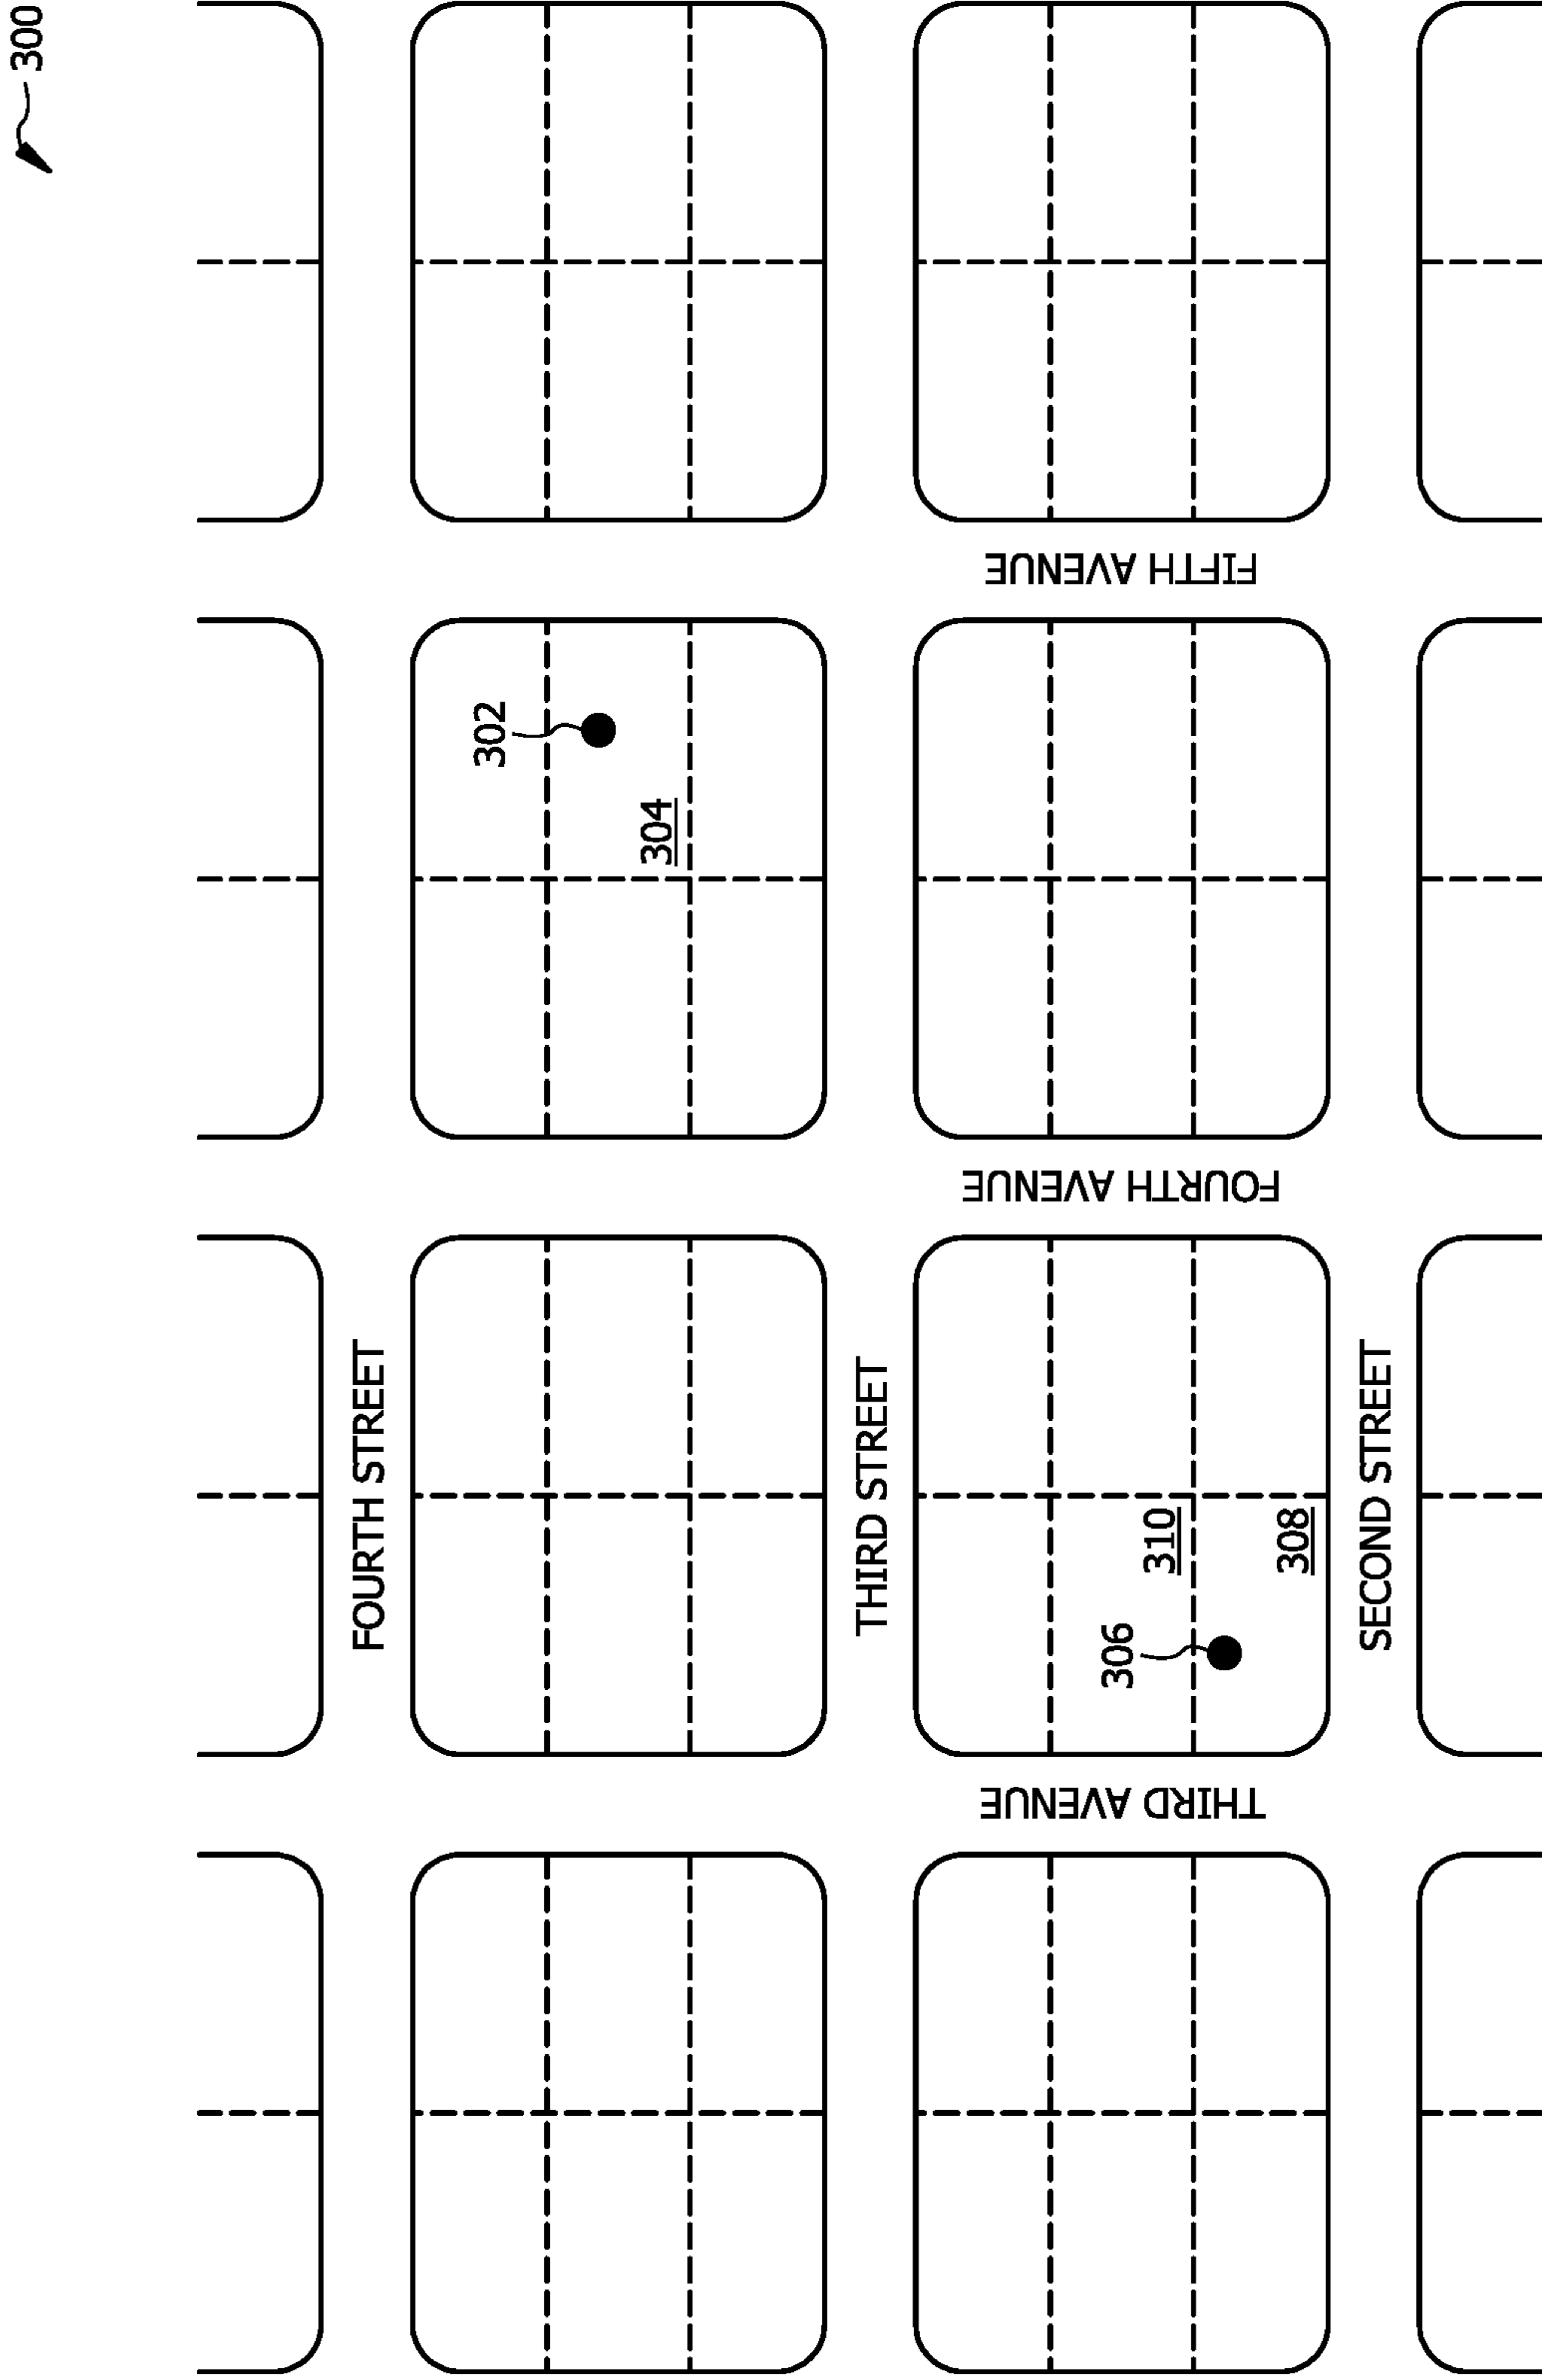 300
FOURTH STREET
302
304
THIRD STREET
306
310
308
SECOND STREET
THIRD AVENUE
FOURTH AVENUE
FIFTH AVENUE